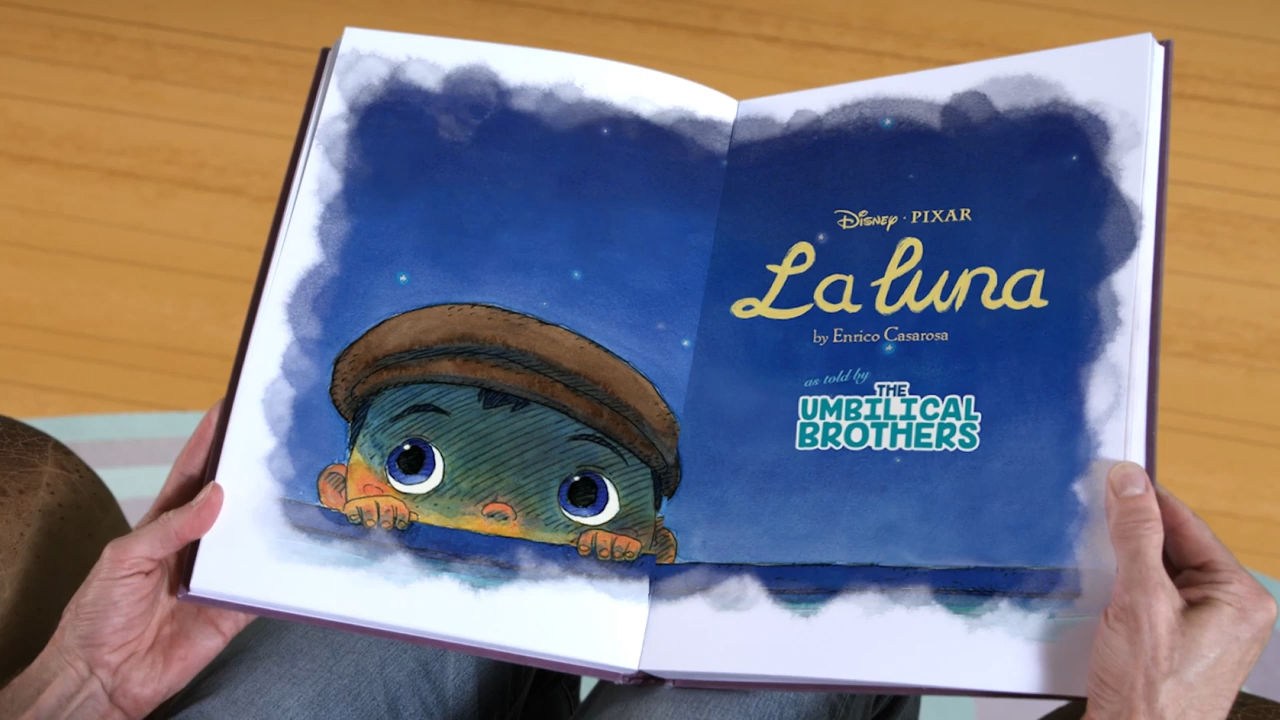 Disney · PIXAR
La luna
by Enrico Casarosa
as told by
THE
UMBILICAL
BROTHERS